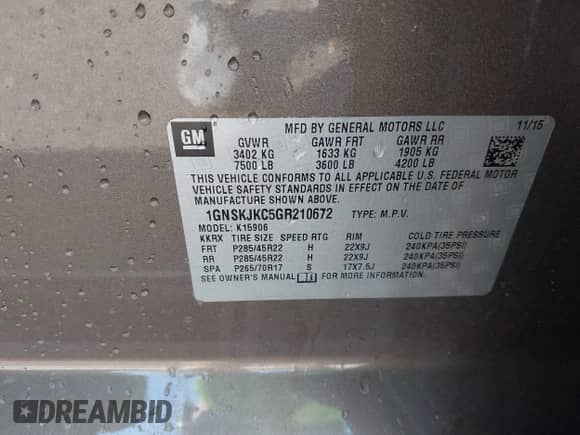 GM
MFD BY GENERAL MOTORS LLC 11/15
GVWR GAWR FRT GAWR RR
3402 KG 1633 KG 1905 KG
7500 LB 3600 LB 4200 LB
THIS VEHICLE CONFORMS TO ALL APPLICABLE U.S. FEDERAL MOTOR
VEHICLE SAFETY STANDARDS IN EFFECT ON THE DATE OF
MANUFACTURE SHOWN ABOVE.
1GNSKJKC5GR210672 TYPE: M.P.V.
MODEL: K15906
KKRX TIRE SIZE SPEED RTG RIM COLD TIRE PRESSURE
FRT P285/45R22 H 22X9J 240KPA(35PSI)
RR P285/45R22 H 22X9J 240KPA(35PSI)
SPA P265/70R17 S 17X7.5J 240KPA(35PSI)
SEE OWNER'S MANUAL FOR MORE INFORMATION.
DREAMBID